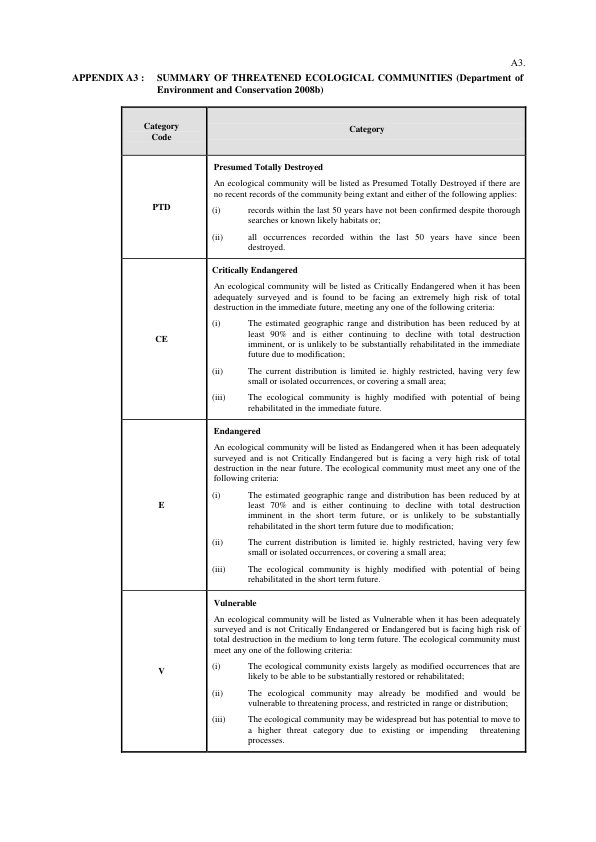 A3.
APPENDIX A3 : SUMMARY OF THREATENED ECOLOGICAL COMMUNITIES (Department of
Environment and Conservation 2008b)
Category
Code
Category
PTD
Presumed Totally Destroyed
An ecological community will be listed as Presumed Totally Destroyed if there are
no recent records of the community being extant and either of the following applies:
(i) records within the last 50 years have not been confirmed despite thorough
searches or known likely habitats or;
(ii) all occurrences recorded within the last 50 years have since been
destroyed.
CE
Critically Endangered
An ecological community will be listed as Critically Endangered when it has been
adequately surveyed and is found to be facing an extremely high risk of total
destruction in the immediate future, meeting any one of the following criteria:
(i) The estimated geographic range and distribution has been reduced by at
least 90% and is either continuing to decline with total destruction
imminent, or is unlikely to be substantially rehabilitated in the immediate
future due to modification;
(ii) The current distribution is limited ie. highly restricted, having very few
small or isolated occurrences, or covering a small area;
(iii) The ecological community is highly modified with potential of being
rehabilitated in the immediate future.
E
Endangered
An ecological community will be listed as Endangered when it has been adequately
surveyed and is not Critically Endangered but is facing a very high risk of total
destruction in the near future. The ecological community must meet any one of the
following criteria:
(i) The estimated geographic range and distribution has been reduced by at
least 70% and is either continuing to decline with total destruction
imminent in the short term future, or is unlikely to be substantially
rehabilitated in the short term future due to modification;
(ii) The current distribution is limited ie. highly restricted, having very few
small or isolated occurrences, or covering a small area;
(iii) The ecological community is highly modified with potential of being
rehabilitated in the short term future.
V
Vulnerable
An ecological community will be listed as Vulnerable when it has been adequately
surveyed and is not Critically Endangered or Endangered but is facing high risk of
total destruction in the medium to long term future. The ecological community must
meet any one of the following criteria:
(i) The ecological community exists largely as modified occurrences that are
likely to be able to be substantially restored or rehabilitated;
(ii) The ecological community may already be modified and would be
vulnerable to threatening process, and restricted in range or distribution;
(iii) The ecological community may be widespread but has potential to move to
a higher threat category due to existing or impending threatening
processes.